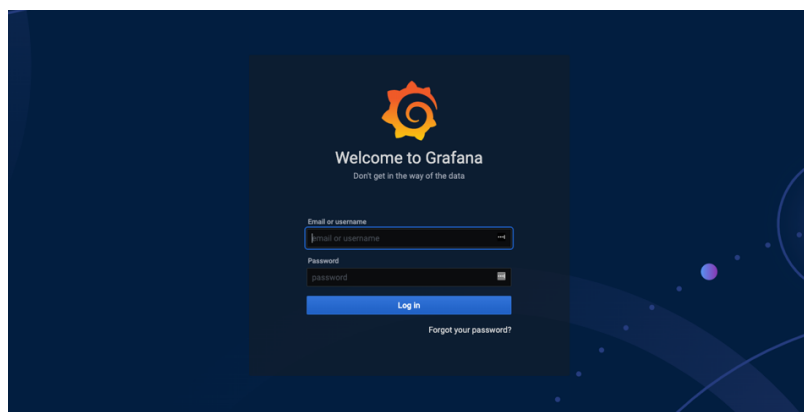 Welcome to Grafana
Don't get in the way of the data
Email or username
email or username
Password
password
Log in
Forgot your password?